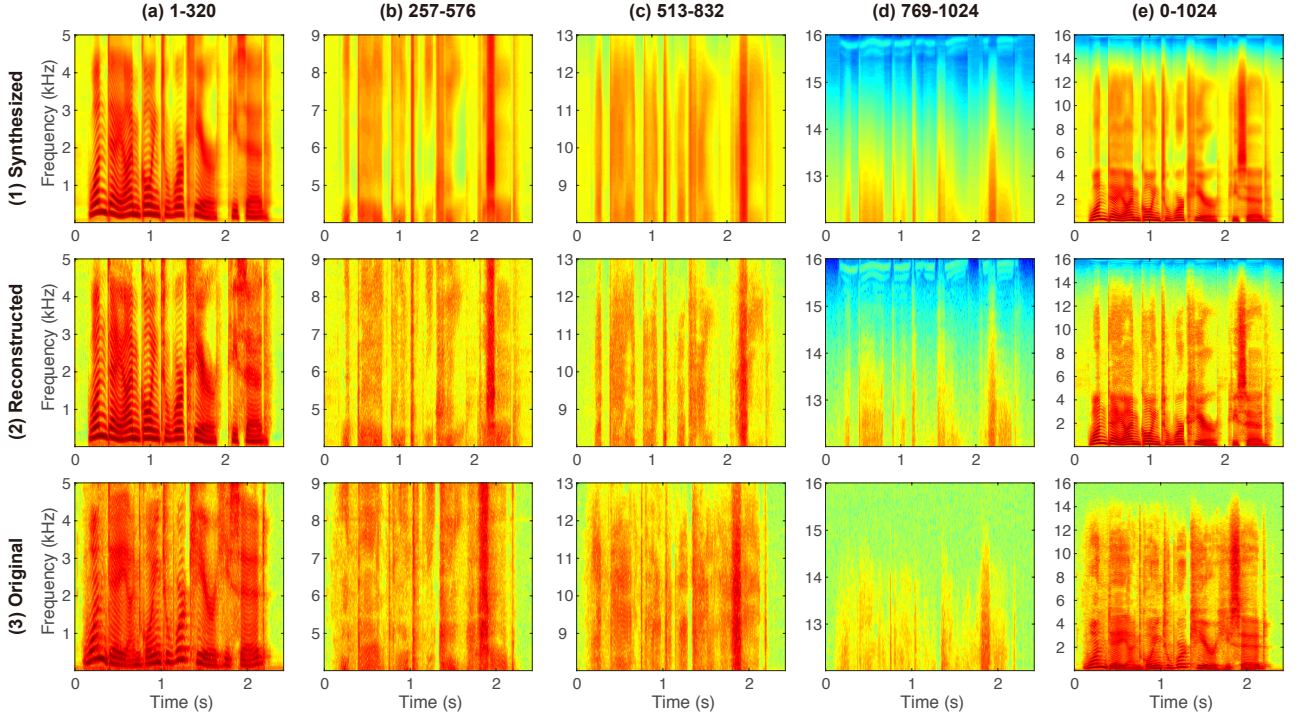 (a) 1-320 (b) 257-576 (c) 513-832 (d) 769-1024 (e) 0-1024
(1) Synthesized
Frequency (kHz)
5 4 3 2 1
9 8 7 6 5
13 12 11 10 9
16 15 14 13
16 14 12 10 8 6 4 2
0 1 2 0 1 2 0 1 2 0 1 2 0 1 2
(2) Reconstructed
Frequency (kHz)
5 4 3 2 1
9 8 7 6 5
13 12 11 10 9
16 15 14 13
16 14 12 10 8 6 4 2
0 1 2 0 1 2 0 1 2 0 1 2 0 1 2
(3) Original
Frequency (kHz)
5 4 3 2 1
9 8 7 6 5
13 12 11 10 9
16 15 14 13
16 14 12 10 8 6 4 2
0 1 2 0 1 2 0 1 2 0 1 2 0 1 2
Time (s) Time (s) Time (s) Time (s) Time (s)